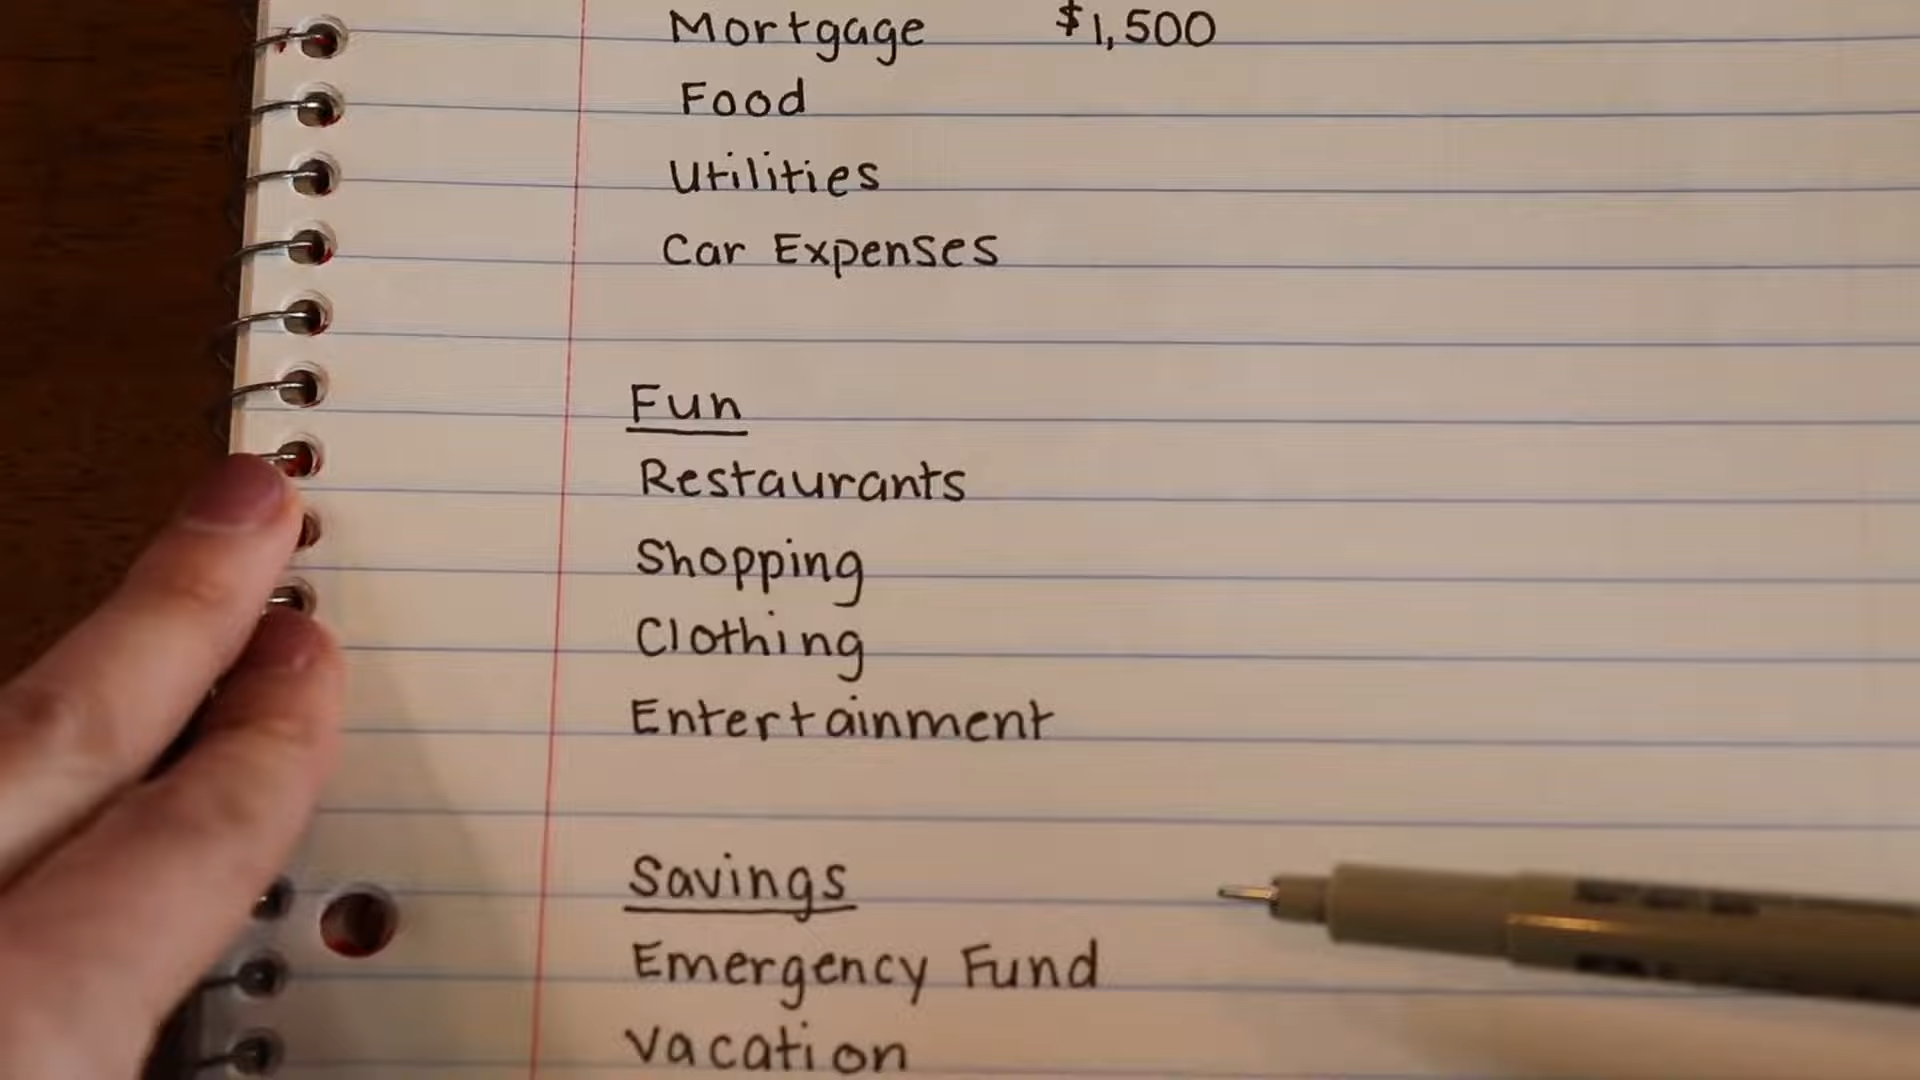 Mortgage $1,500
Food
Utilities
Car Expenses
Fun
Restaurants
Shopping
Clothing
Entertainment
Savings
Emergency Fund
Vacation